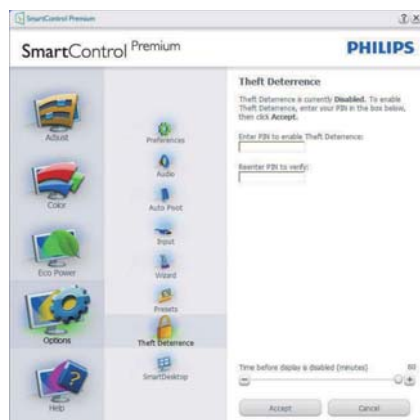 SmartControl Premium
SmartControl Premium
PHILIPS
Adjust
Color
Eco Power
Options
Help
Preferences
Audio
Auto Pivot
Input
Wizard
Presets
Theft Deterrence
SmartDesktop
Theft Deterrence
Theft Deterrence is currently Disabled. To enable
Theft Deterrence, enter your PIN in the box below,
then click Accept.
Enter PIN to enable Theft Deterrence:
Reenter PIN to verify:
Time before display is disabled (minutes)
Accept
Cancel